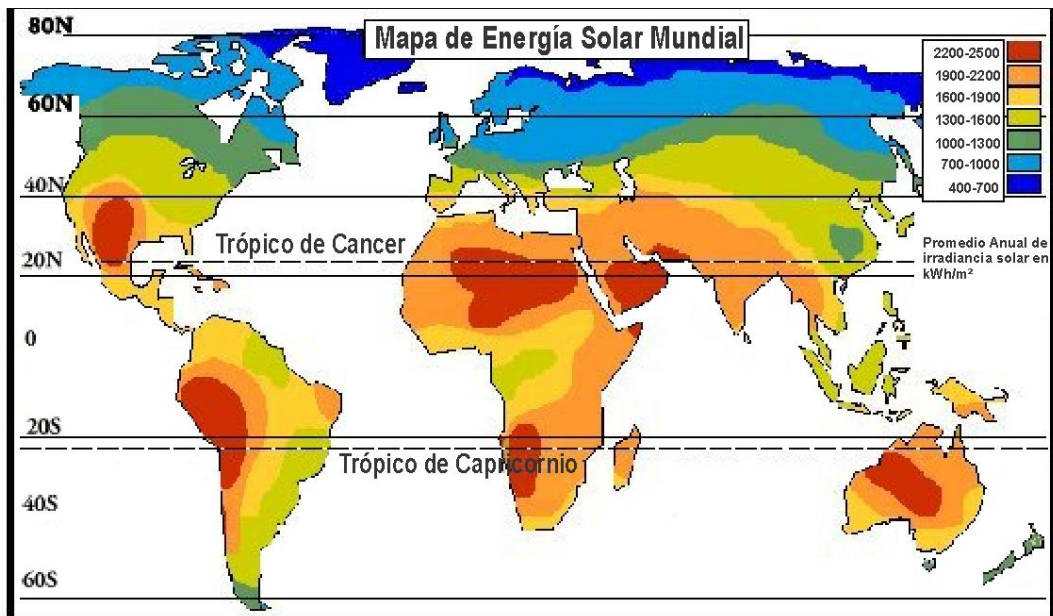 80N
Mapa de Energía Solar Mundial
2200-2500
1900-2200
1600-1900
1300-1600
1000-1300
700-1000
400-700
60N
40N
Trópico de Cancer
Promedio Anual de
irradiancia solar en
kWh/m²
20N
0
20S
Trópico de Capricornio
40S
60S